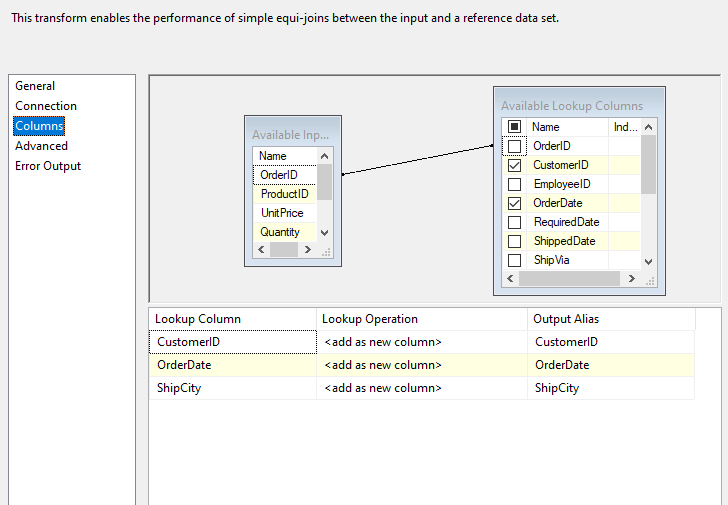 This transform enables the performance of simple equi-joins between the input and a reference data set.
General
Connection
Columns
Advanced
Error Output
Available Inp...
Name
OrderID
ProductID
UnitPrice
Quantity
Available Lookup Columns
Name Ind...
OrderID
CustomerID
EmployeeID
OrderDate
RequiredDate
ShippedDate
ShipVia
Lookup Column Lookup Operation Output Alias
CustomerID <add as new column> CustomerID
OrderDate <add as new column> OrderDate
ShipCity <add as new column> ShipCity